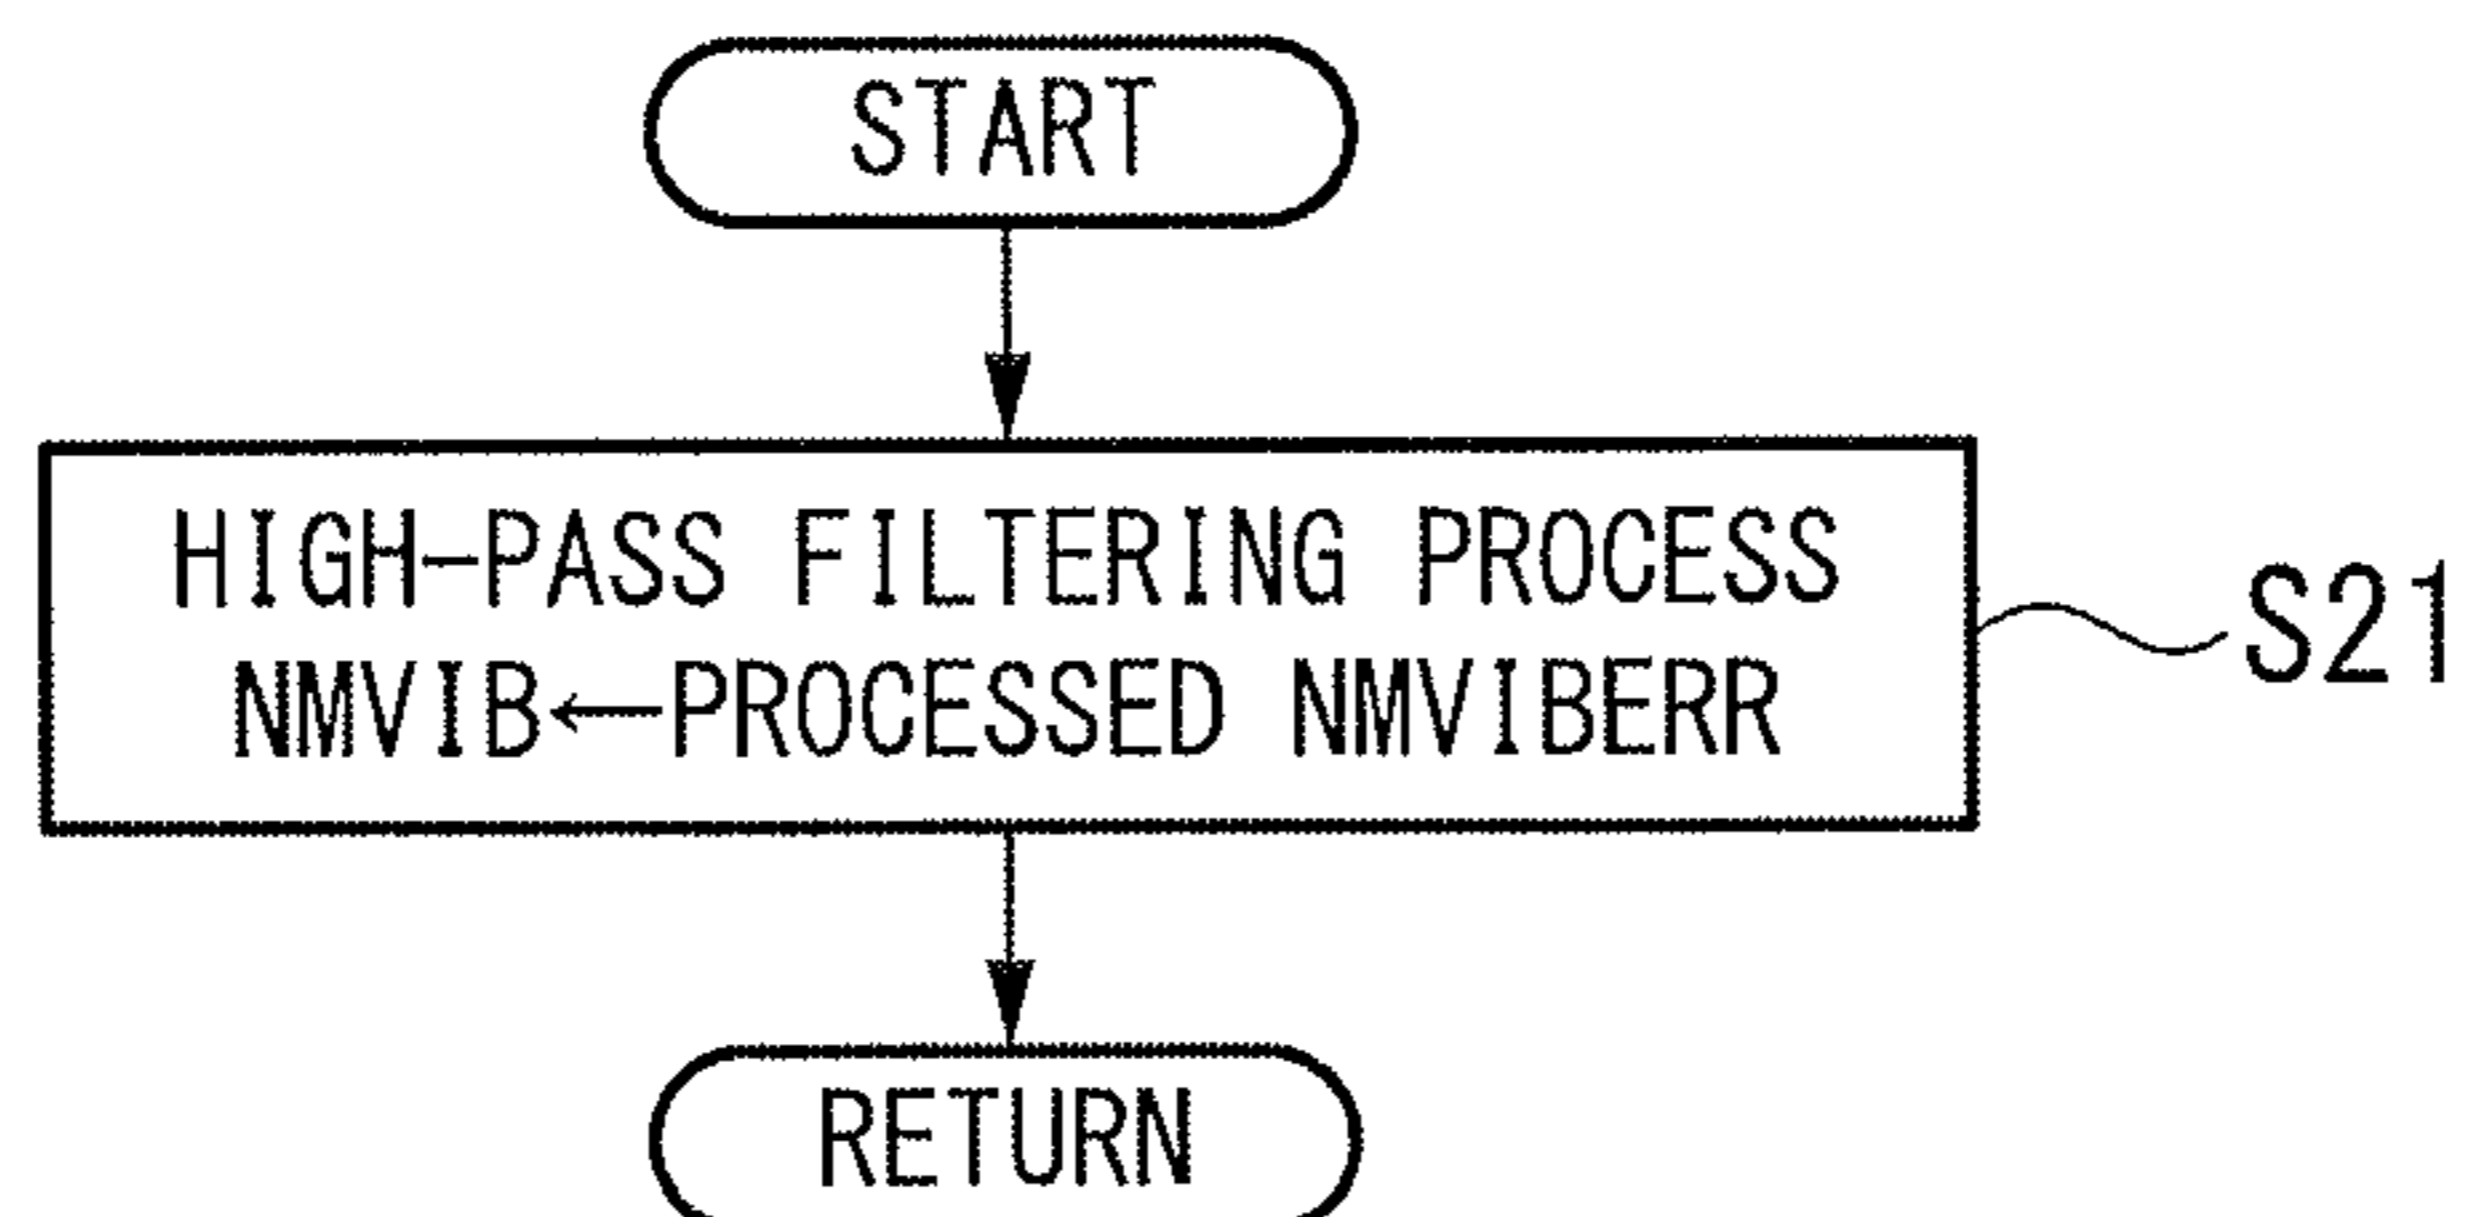 START
HIGH-PASS FILTERING PROCESS
NMVIB←PROCESSED NMVIBERR
S21
RETURN